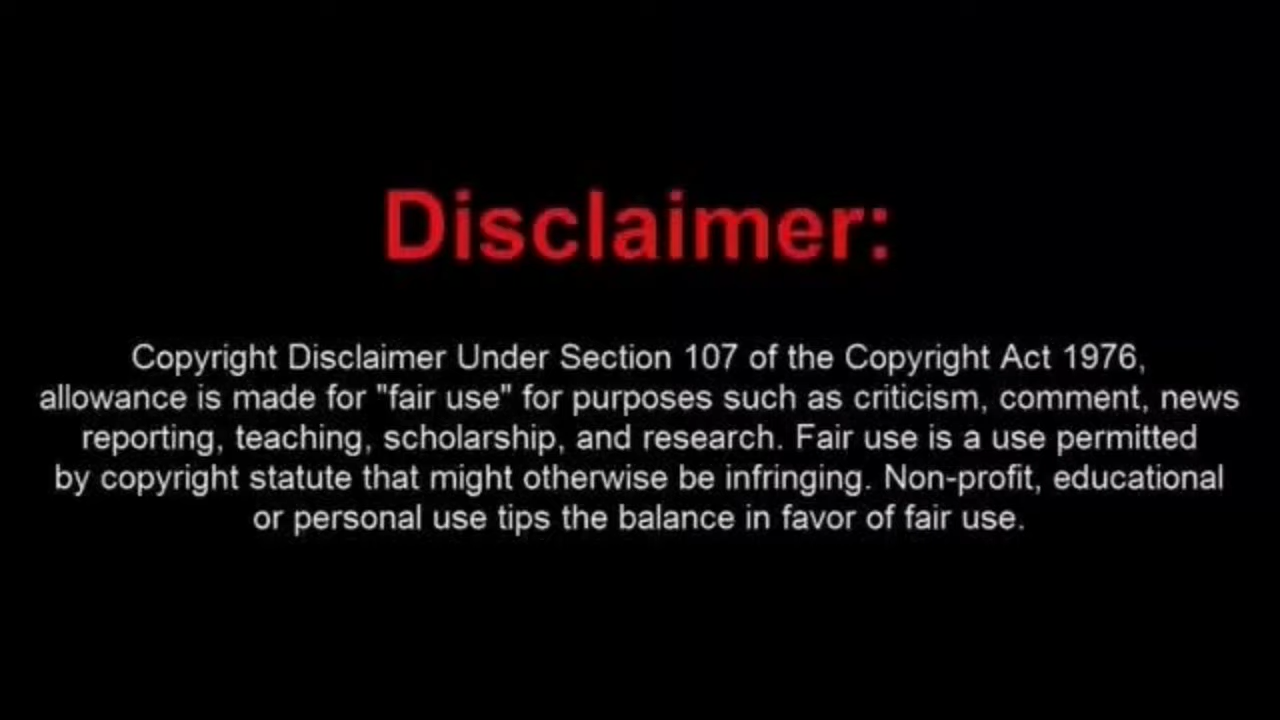 Disclaimer:
Copyright Disclaimer Under Section 107 of the Copyright Act 1976,
allowance is made for "fair use" for purposes such as criticism, comment, news
reporting, teaching, scholarship, and research. Fair use is a use permitted
by copyright statute that might otherwise be infringing. Non-profit, educational
or personal use tips the balance in favor of fair use.